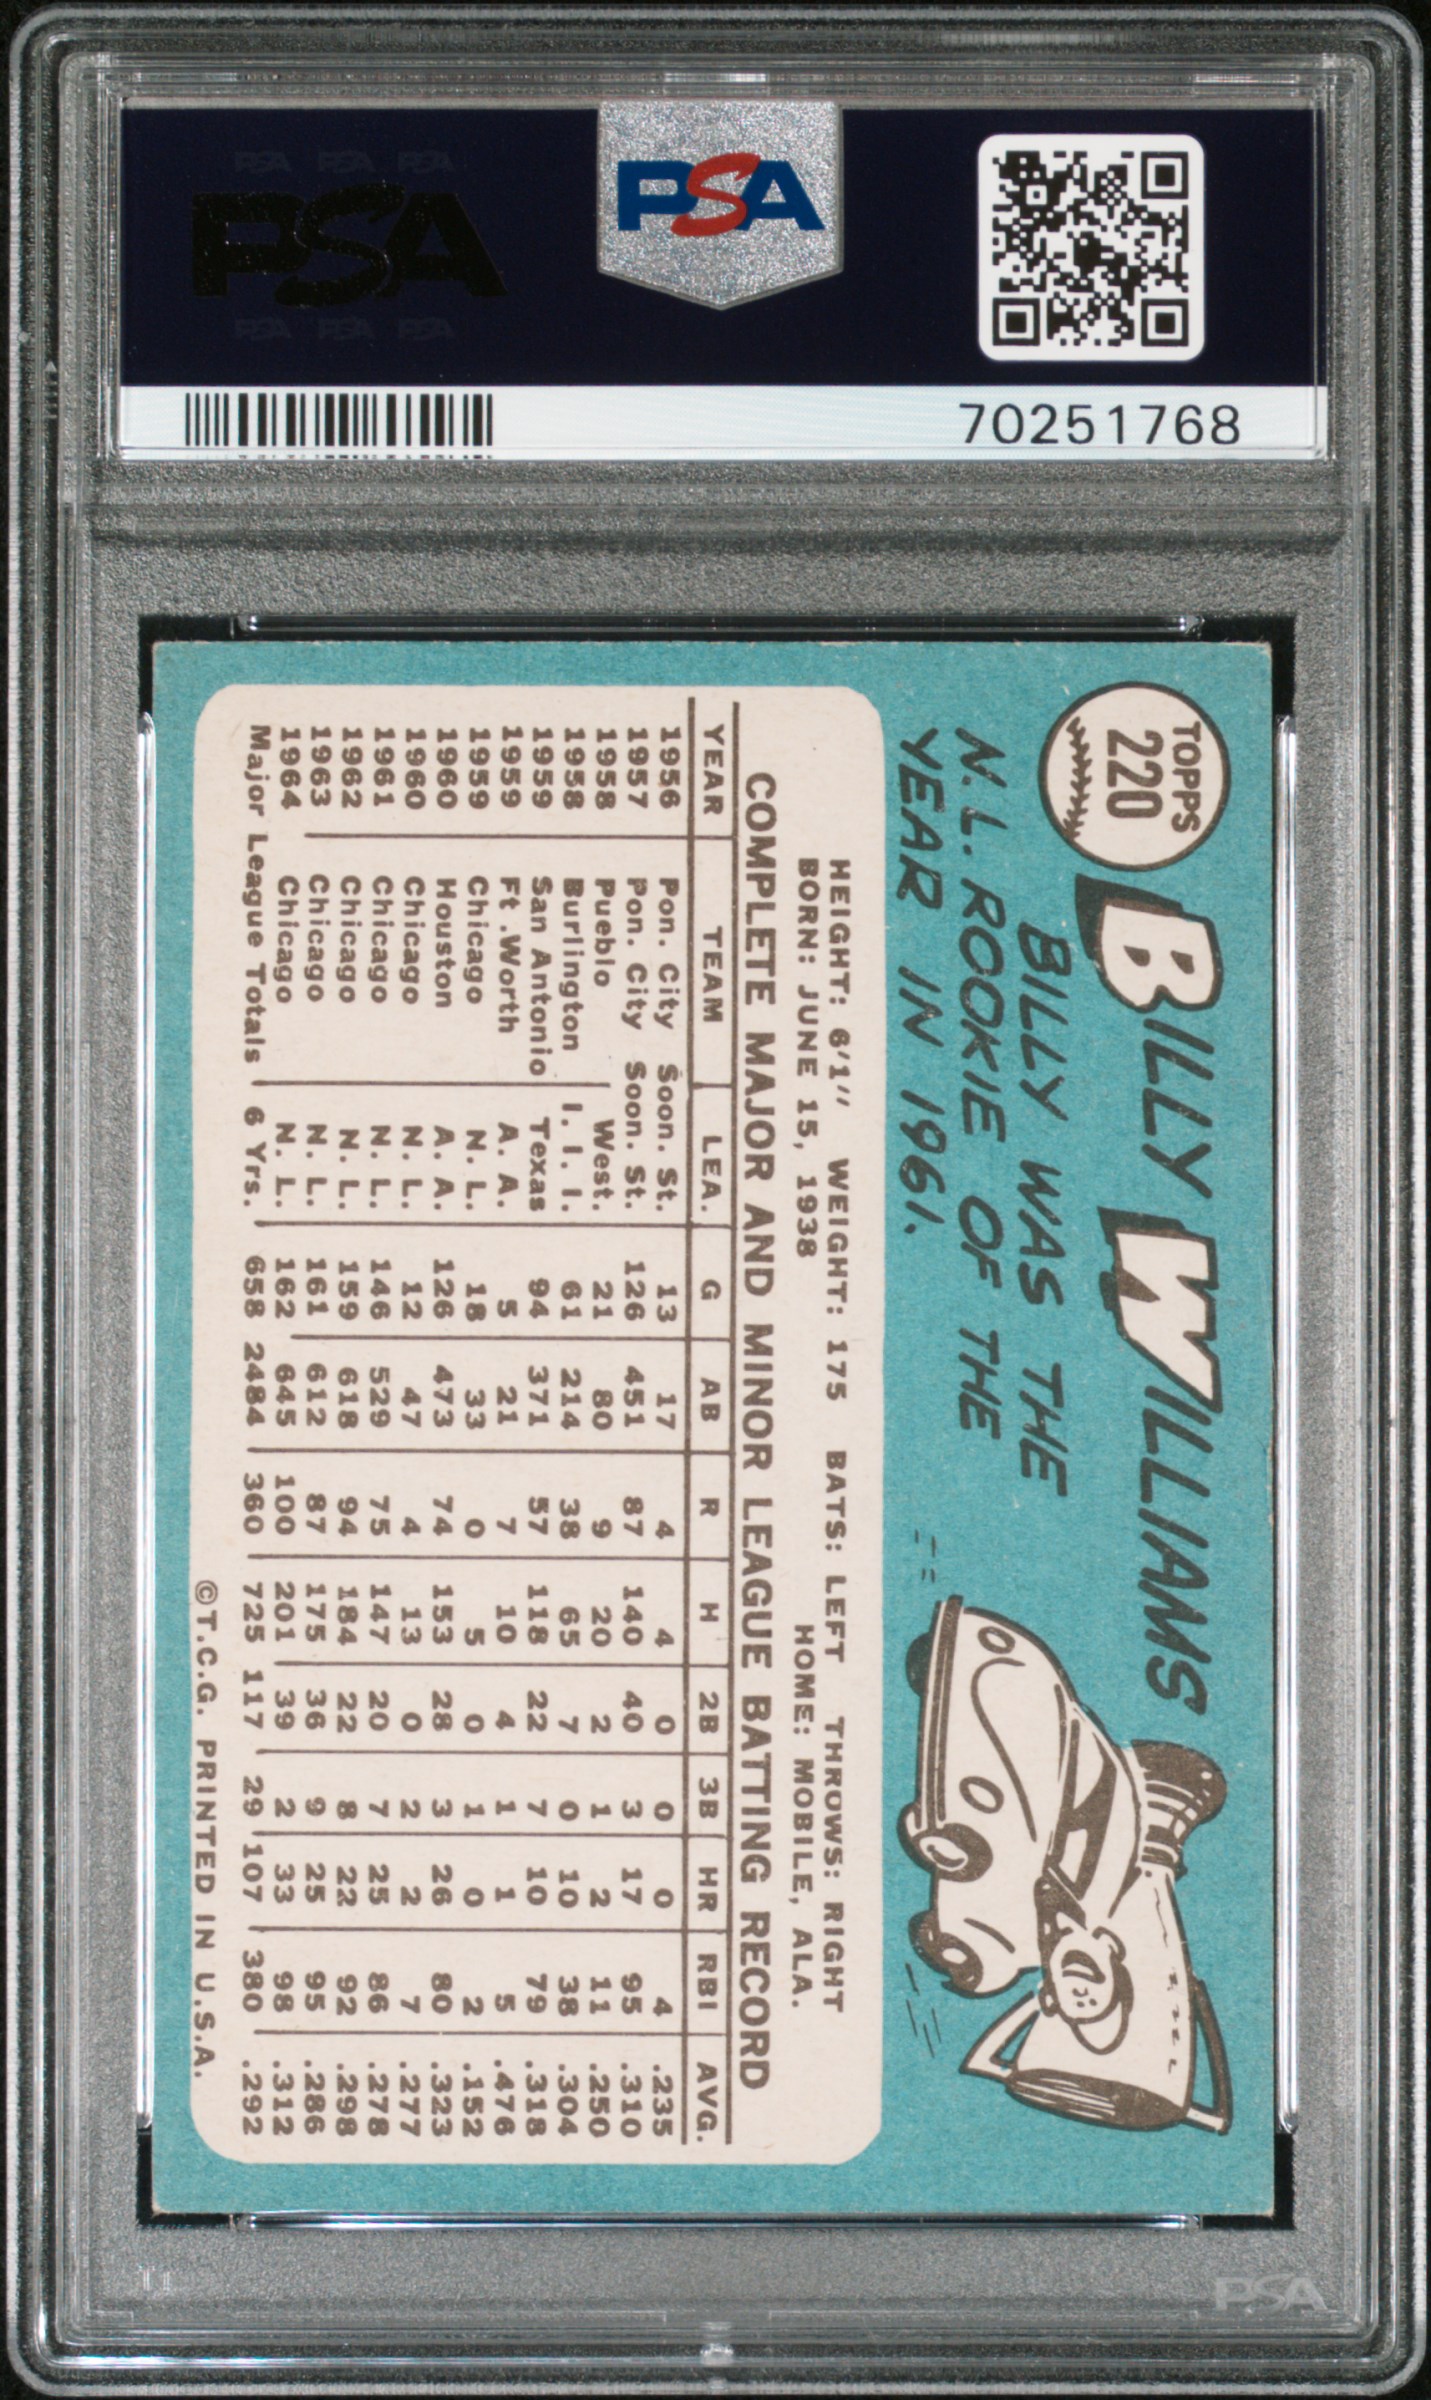 PSA PSA PSA
PSA
PSA PSA PSA
PSA
70251768
TOPPS
220
BILLY WILLIAMS
BILLY WAS THE
N.L. ROOKIE OF THE
YEAR IN 1961.
HEIGHT: 6'1" WEIGHT: 175 BATS: LEFT THROWS: RIGHT
BORN: JUNE 15, 1938 HOME: MOBILE, ALA.
COMPLETE MAJOR AND MINOR LEAGUE BATTING RECORD
YEAR TEAM LEA. G AB R H 2B 3B HR RBI AVG.
1956 Pon. City Soon. St. 13 17 4 4 0 0 0 4 .235
1957 Pon. City Soon. St. 126 451 87 140 40 3 17 95 .310
1958 Pueblo West. 21 80 9 20 2 1 2 11 .250
1958 Burlington I. I. I. 61 214 38 65 7 0 10 38 .304
1959 San Antonio Texas 94 371 57 118 22 7 10 79 .318
1959 Ft. Worth A. A. 5 21 7 10 4 1 1 5 .476
1959 Chicago N. L. 18 33 0 5 0 1 0 2 .152
1960 Houston A. A. 126 473 74 153 28 3 26 80 .323
1960 Chicago N. L. 12 47 4 13 0 2 2 7 .277
1961 Chicago N. L. 146 529 75 147 20 7 25 86 .278
1962 Chicago N. L. 159 618 94 184 22 8 22 92 .298
1963 Chicago N. L. 161 612 87 175 36 9 25 95 .286
1964 Chicago N. L. 162 645 100 201 39 2 33 98 .312
Major League Totals 6 Yrs. 658 2484 360 725 117 29 107 380 .292
©T.C.G. PRINTED IN U.S.A.
PSA